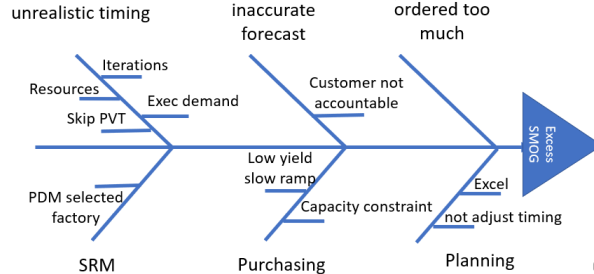 unrealistic timing
inaccurate
forecast
ordered too
much
Iterations
Resources
Exec demand
Skip PVT
Customer not
accountable
Excess
SMOG
PDM selected
factory
Low yield
slow ramp
Capacity constraint
Excel
not adjust timing
SRM
Purchasing
Planning